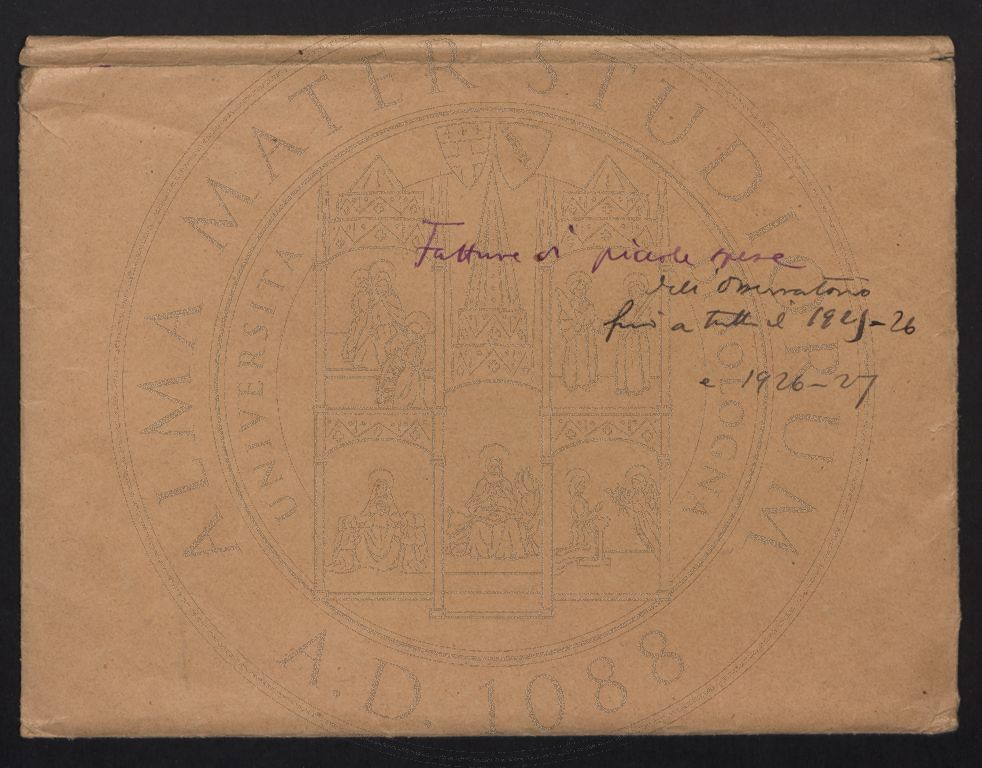 Fatture di piccole spese
dell'Osservatorio
fino a tutto il 1925-26
e 1926-27
ALMA MATER STUDIORUM
UNIVERSITÀ DI BOLOGNA
A.D. 1088